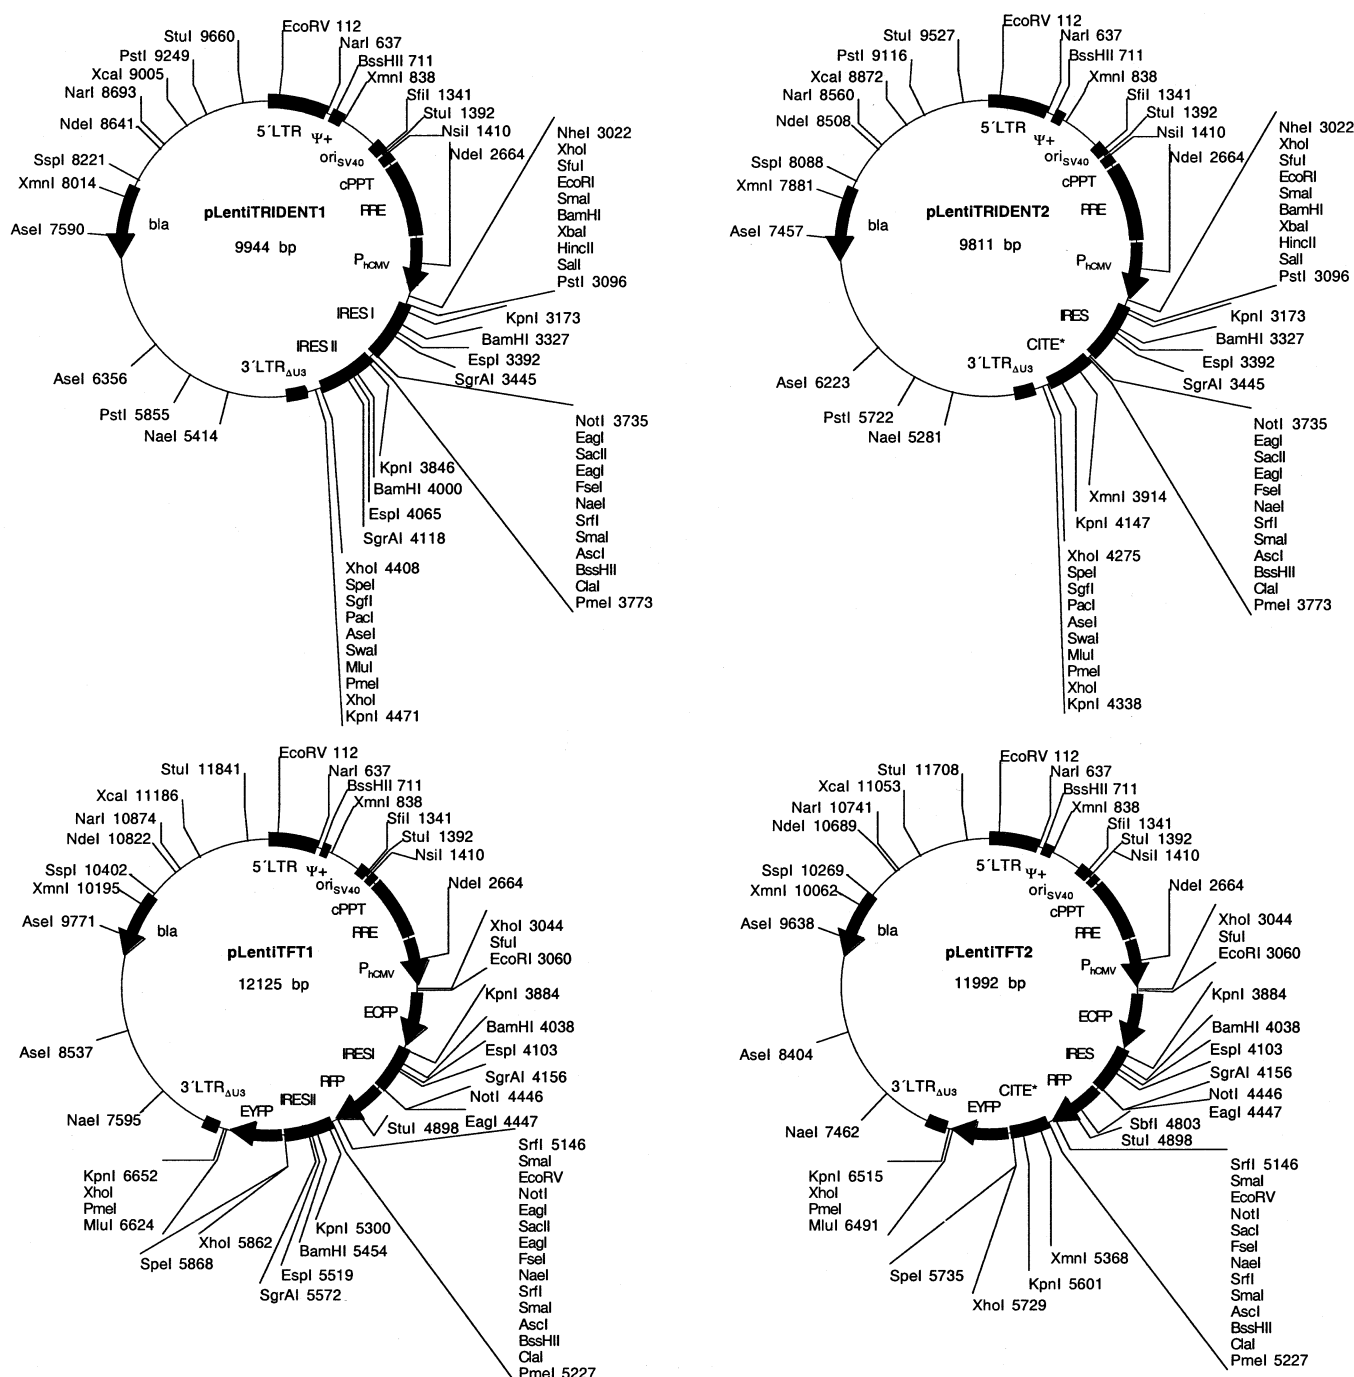 EcoRV 112
StuI 9660
NarI 637
PstI 9249
BssHII 711
XcaI 9005
XmnI 838
NarI 8693
SfiI 1341
StuI 1392
NdeI 8641
NsiI 1410
5´LTR
Ψ+
oriSV40
NdeI 2664
SspI 8221
cPPT
XmnI 8014
RRE
bla
pLentiTRIDENT1
AseI 7590
9944 bp
PhCMV
NheI 3022
XhoI
SfuI
EcoRI
SmaI
BamHI
XbaI
HincII
SalI
PstI 3096
IRES I
KpnI 3173
BamHI 3327
IRES II
EspI 3392
3´LTRΔU3
SgrAI 3445
AseI 6356
PstI 5855
NaeI 5414
NotI 3735
EagI
SacII
EagI
FseI
NaeI
SrfI
SmaI
AscI
BssHII
ClaI
PmeI 3773
KpnI 3846
BamHI 4000
EspI 4065
SgrAI 4118
XhoI 4408
SpeI
SgfI
PacI
AseI
SwaI
MluI
PmeI
XhoI
KpnI 4471
EcoRV 112
StuI 9527
NarI 637
PstI 9116
BssHII 711
XcaI 8872
XmnI 838
NarI 8560
SfiI 1341
StuI 1392
NdeI 8508
NsiI 1410
5´LTR
Ψ+
oriSV40
NdeI 2664
SspI 8088
cPPT
XmnI 7881
RRE
bla
pLentiTRIDENT2
AseI 7457
9811 bp
PhCMV
NheI 3022
XhoI
SfuI
EcoRI
SmaI
BamHI
XbaI
HincII
SalI
PstI 3096
IRES
KpnI 3173
BamHI 3327
CITE*
EspI 3392
3´LTRΔU3
SgrAI 3445
AseI 6223
PstI 5722
NaeI 5281
NotI 3735
EagI
SacII
EagI
FseI
NaeI
SrfI
SmaI
AscI
BssHII
ClaI
PmeI 3773
XmnI 3914
KpnI 4147
XhoI 4275
SpeI
SgfI
PacI
AseI
SwaI
MluI
PmeI
XhoI
KpnI 4338
EcoRV 112
StuI 11841
NarI 637
BssHII 711
XcaI 11186
XmnI 838
NarI 10874
SfiI 1341
NdeI 10822
StuI 1392
NsiI 1410
5´LTR
Ψ+
oriSV40
SspI 10402
NdeI 2664
XmnI 10195
cPPT
AseI 9771
bla
RRE
pLentiTFT1
12125 bp
PhCMV
XhoI 3044
SfuI
EcoRI 3060
KpnI 3884
ECFP
BamHI 4038
AseI 8537
IRESI
EspI 4103
RFP
SgrAI 4156
3´LTRΔU3
IRESII
NotI 4446
EYFP
NaeI 7595
EagI 4447
StuI 4898
KpnI 6652
XhoI
PmeI
MluI 6624
SpeI 5868
XhoI 5862
KpnI 5300
BamHI 5454
EspI 5519
SgrAI 5572
SrfI 5146
SmaI
EcoRV
NotI
EagI
SacII
EagI
FseI
NaeI
SrfI
SmaI
AscI
BssHII
ClaI
PmeI 5227
EcoRV 112
StuI 11708
NarI 637
XcaI 11053
BssHII 711
NarI 10741
XmnI 838
NdeI 10689
SfiI 1341
StuI 1392
NsiI 1410
5´LTR
Ψ+
oriSV40
SspI 10269
NdeI 2664
XmnI 10062
cPPT
AseI 9638
bla
RRE
pLentiTFT2
11992 bp
PhCMV
XhoI 3044
SfuI
EcoRI 3060
KpnI 3884
ECFP
BamHI 4038
AseI 8404
IRES
EspI 4103
RFP
SgrAI 4156
3´LTRΔU3
CITE*
NotI 4446
EYFP
EagI 4447
NaeI 7462
SbfI 4803
StuI 4898
KpnI 6515
XhoI
PmeI
MluI 6491
SpeI 5735
XhoI 5729
KpnI 5601
XmnI 5368
SrfI 5146
SmaI
EcoRV
NotI
SacI
FseI
NaeI
SrfI
SmaI
AscI
BssHII
ClaI
PmeI 5227